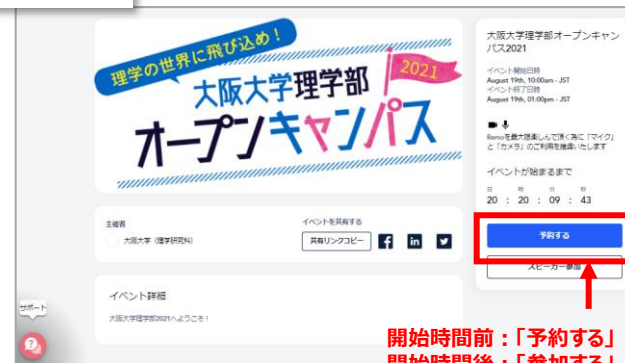 理学の世界に飛び込め!
大阪大学理学部
2021
オープンキャンパス
大阪大学理学部オープンキャン
パス2021
イベント開始日時
August 19th, 10:00am - JST
イベント終了日時
August 19th, 01:00pm - JST
Remoを最大限楽しんで頂く為に「マイク」
と「カメラ」のご利用を推奨いたします
イベントが始まるまで
日 時 分 秒
20 : 20 : 09 : 43
予約する
スピーカー参加
主催者
大阪大学（理学研究科）
イベントを共有する
共有リンクコピー
イベント詳細
大阪大学理学部2021へようこそ！
サポート
開始時間前：「予約する」
開始時間後：「参加する」